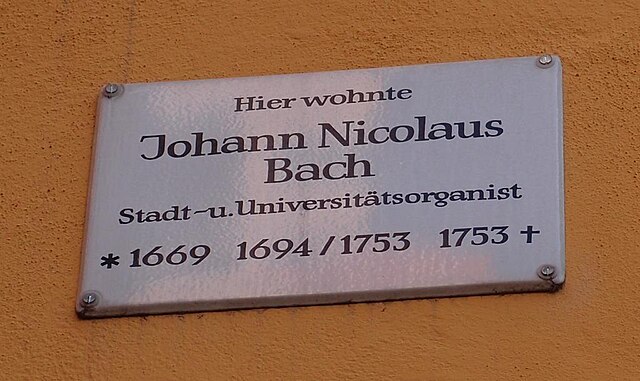 Hier wohnte
Johann Nicolaus
Bach
Stadt-u.Universitätsorganist
* 1669 1694/1753 1753 †